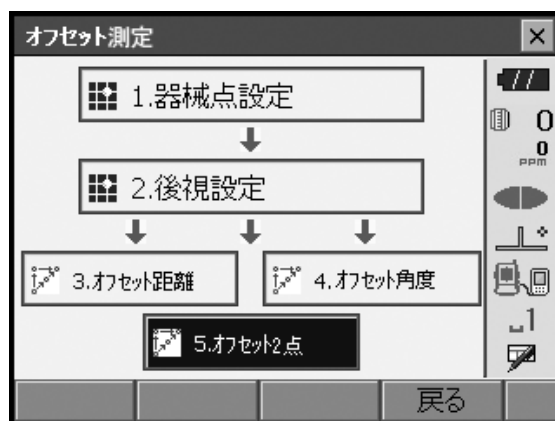 オフセット測定
1.器械点設定
0
0
ppm
2.後視設定
3.オフセット距離
4.オフセット角度
5.オフセット2点
1
戻る